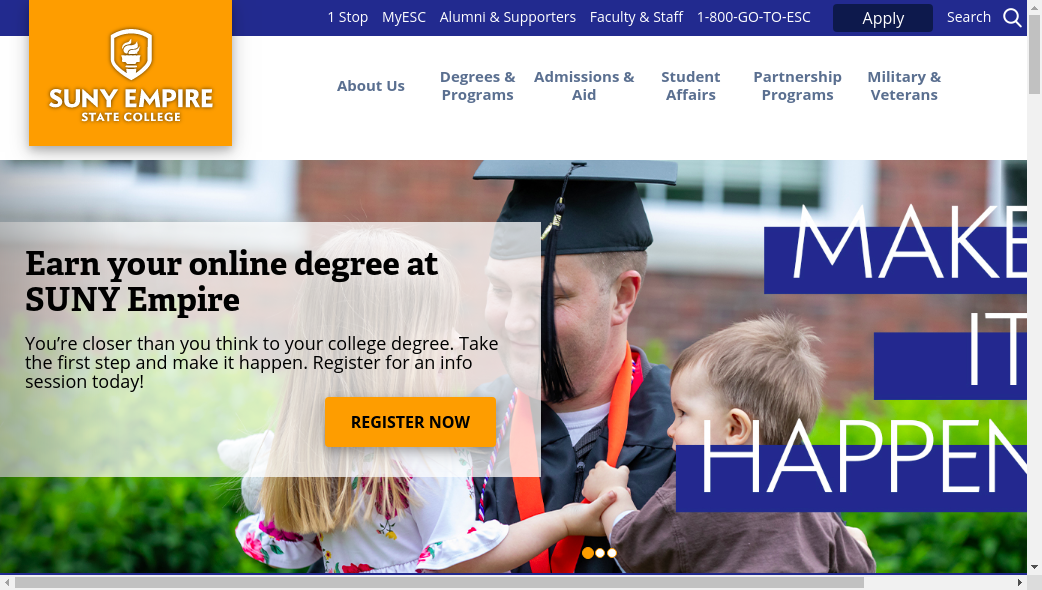 1 Stop MyESC Alumni & Supporters Faculty & Staff 1-800-GO-TO-ESC Apply Search
SUNY EMPIRE
STATE COLLEGE
About Us
Degrees &
Programs
Admissions &
Aid
Student
Affairs
Partnership
Programs
Military &
Veterans
Earn your online degree at
SUNY Empire
You're closer than you think to your college degree. Take
the first step and make it happen. Register for an info
session today!
REGISTER NOW
MAKE
IT
HAPPEN